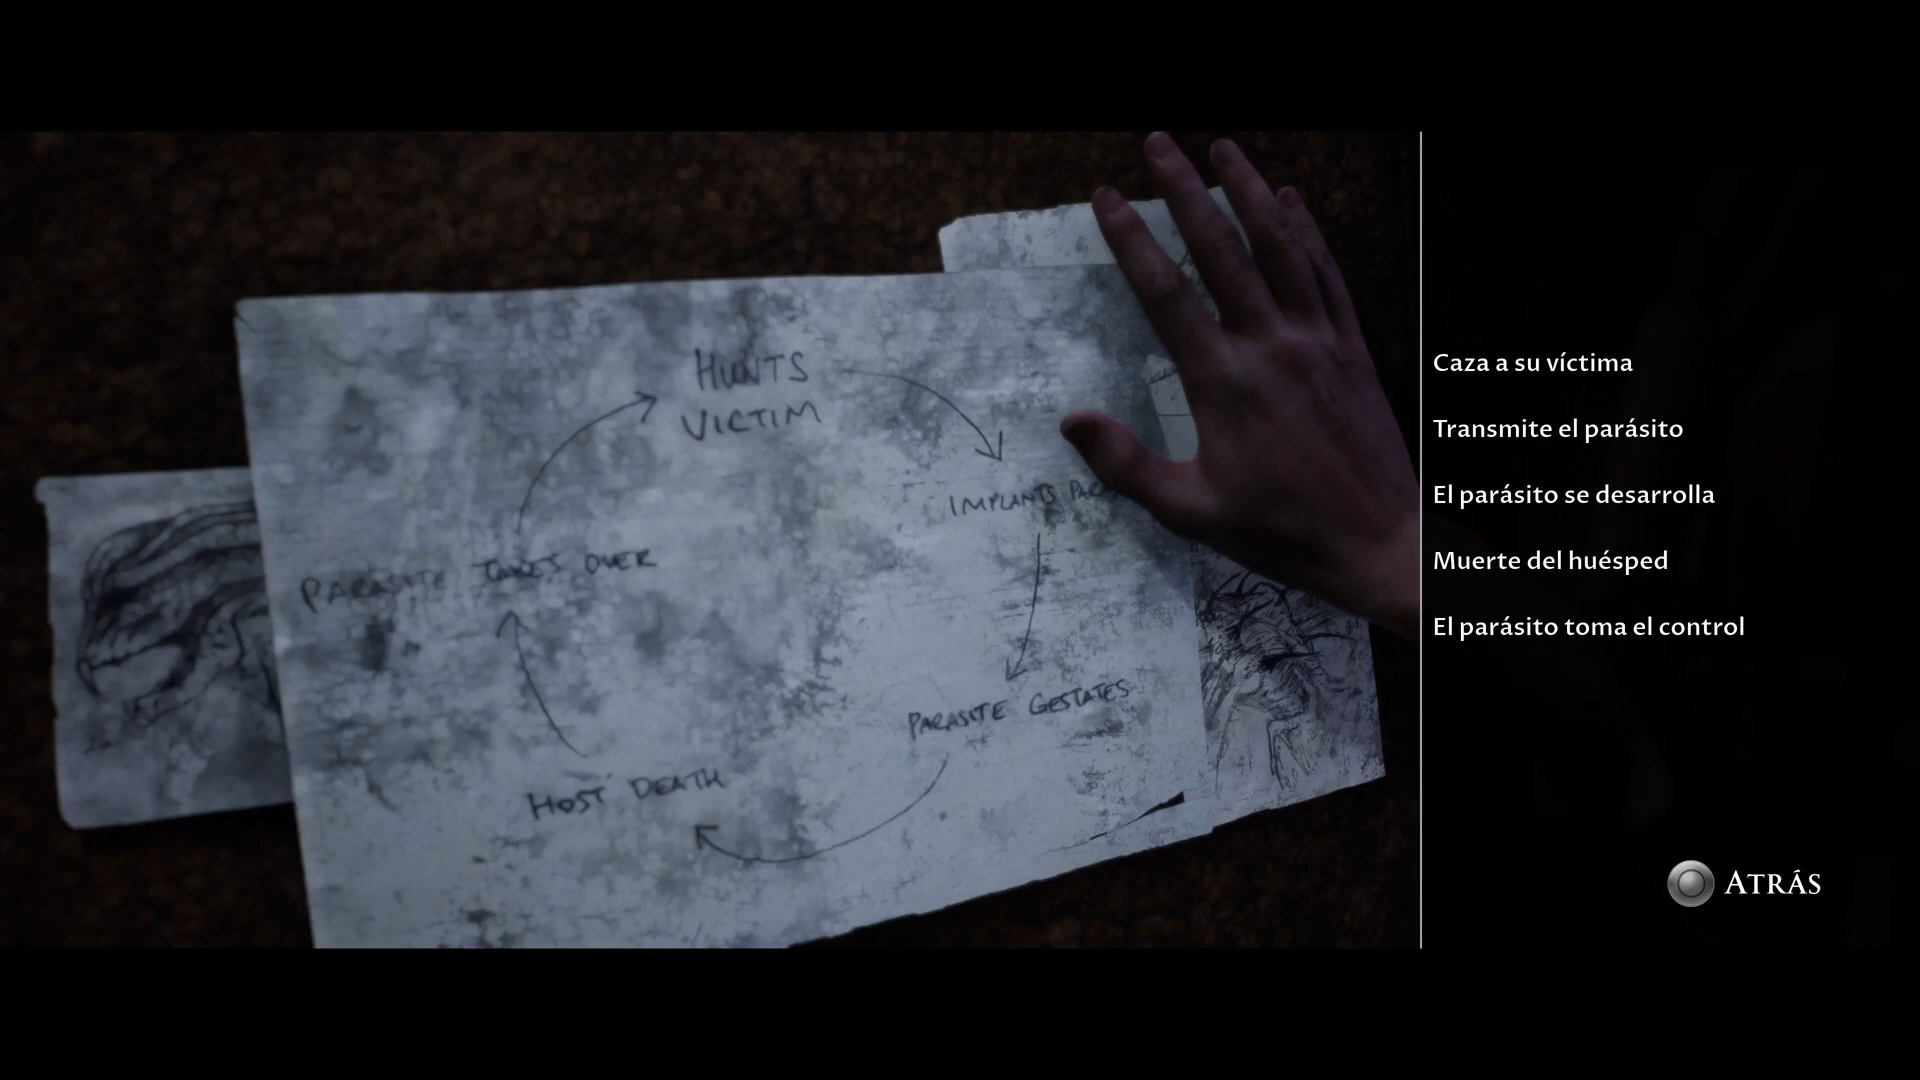 HUNTS
VICTIM
IMPLANTS
PARASITE GESTATES
HOST DEATH
PARASITE TAKES OVER
Caza a su víctima
Transmite el parásito
El parásito se desarrolla
Muerte del huésped
El parásito toma el control
ATRÁS